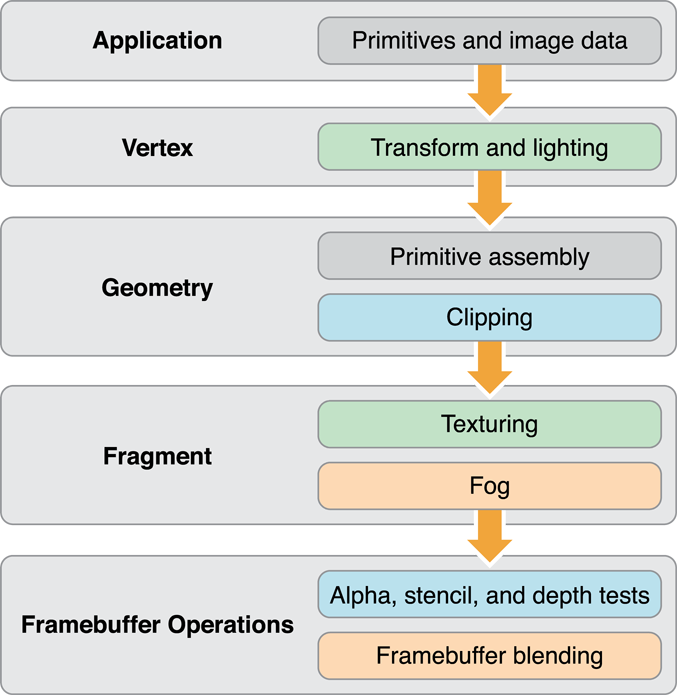 Application
Primitives and image data
Vertex
Transform and lighting
Geometry
Primitive assembly
Clipping
Fragment
Texturing
Fog
Framebuffer Operations
Alpha, stencil, and depth tests
Framebuffer blending